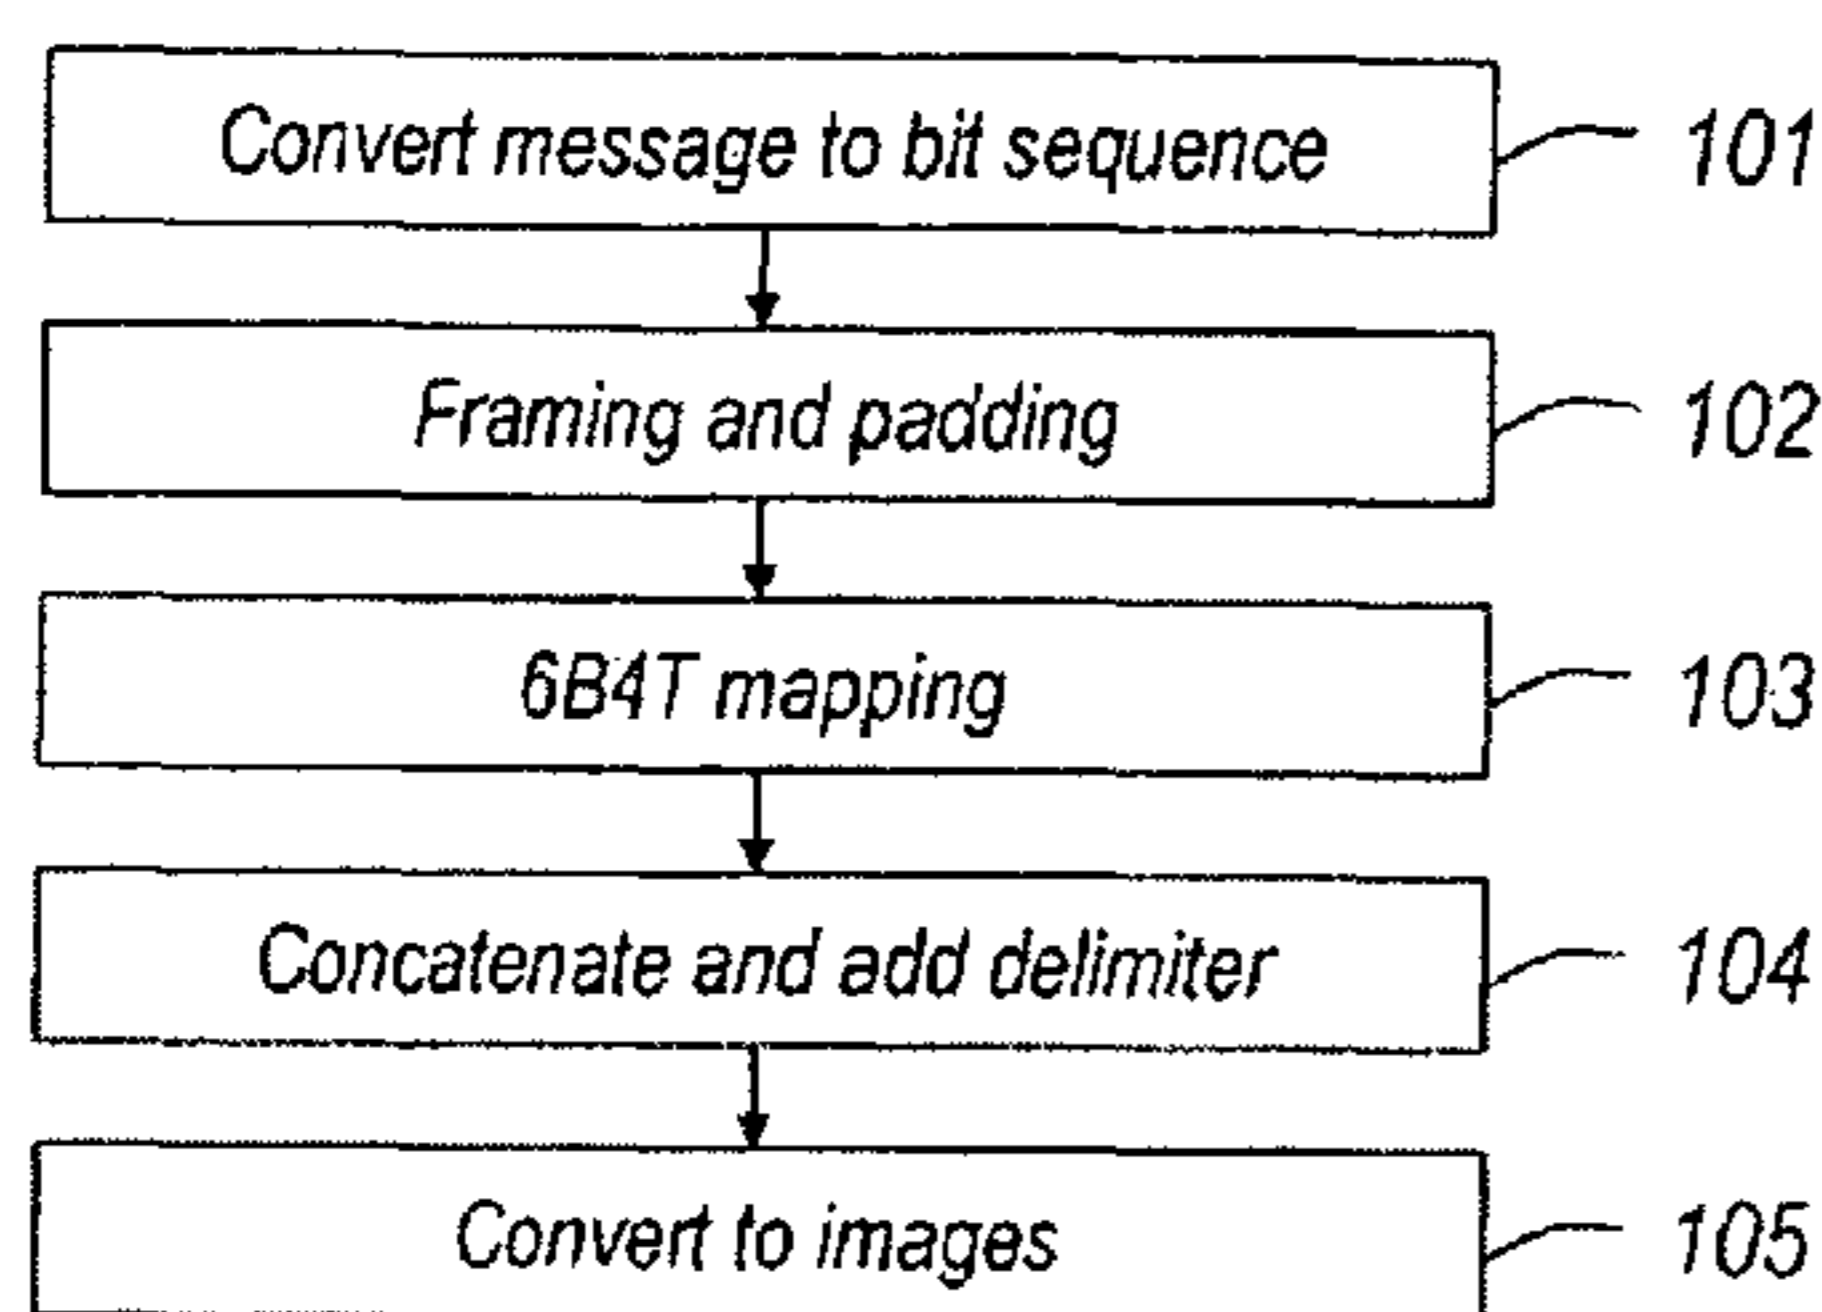 Convert message to bit sequence 101
Framing and padding 102
6B4T mapping 103
Concatenate and add delimiter 104
Convert to images 105